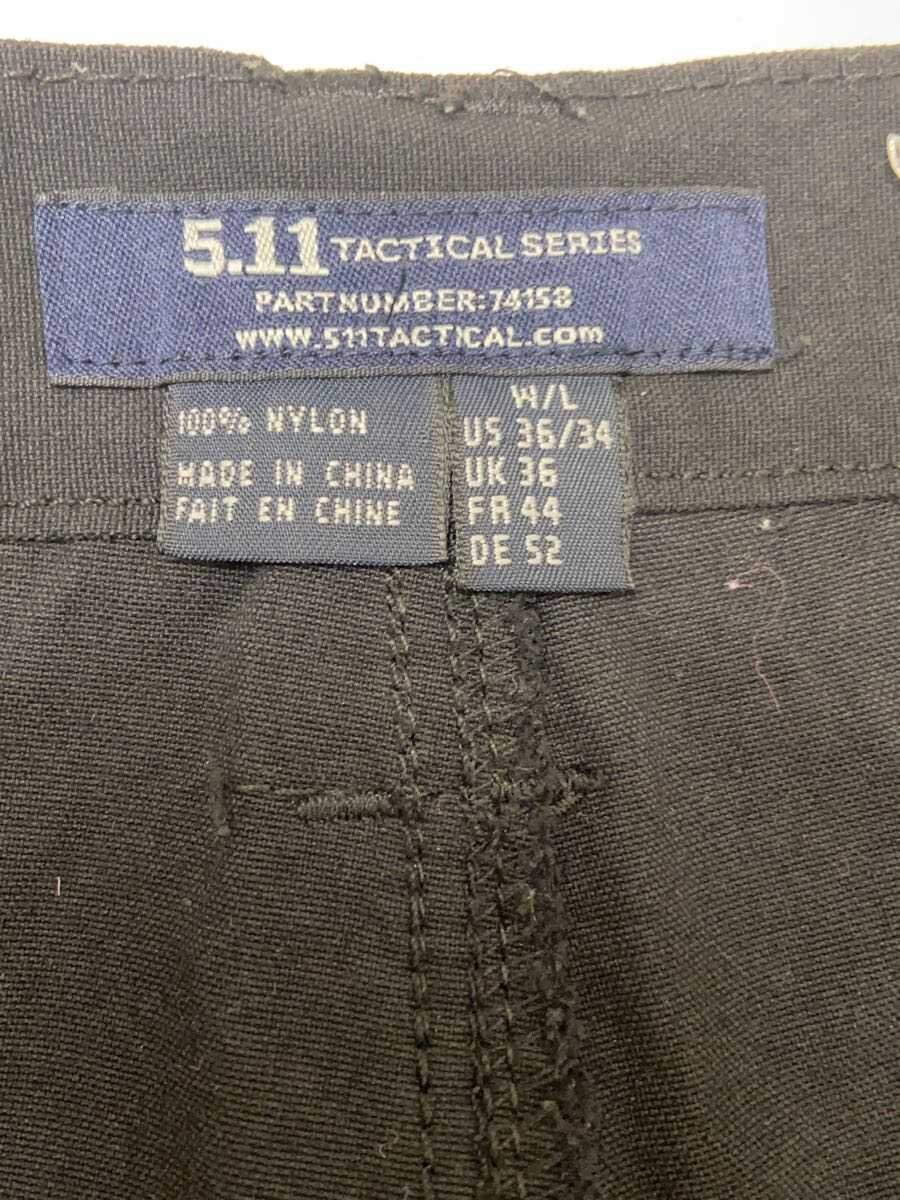 5.11 TACTICAL SERIES
PART NUMBER: 74158
WWW.511TACTICAL.com
100% NYLON
MADE IN CHINA
FAIT EN CHINE
W/L
US 36/34
UK 36
FR 44
DE 52